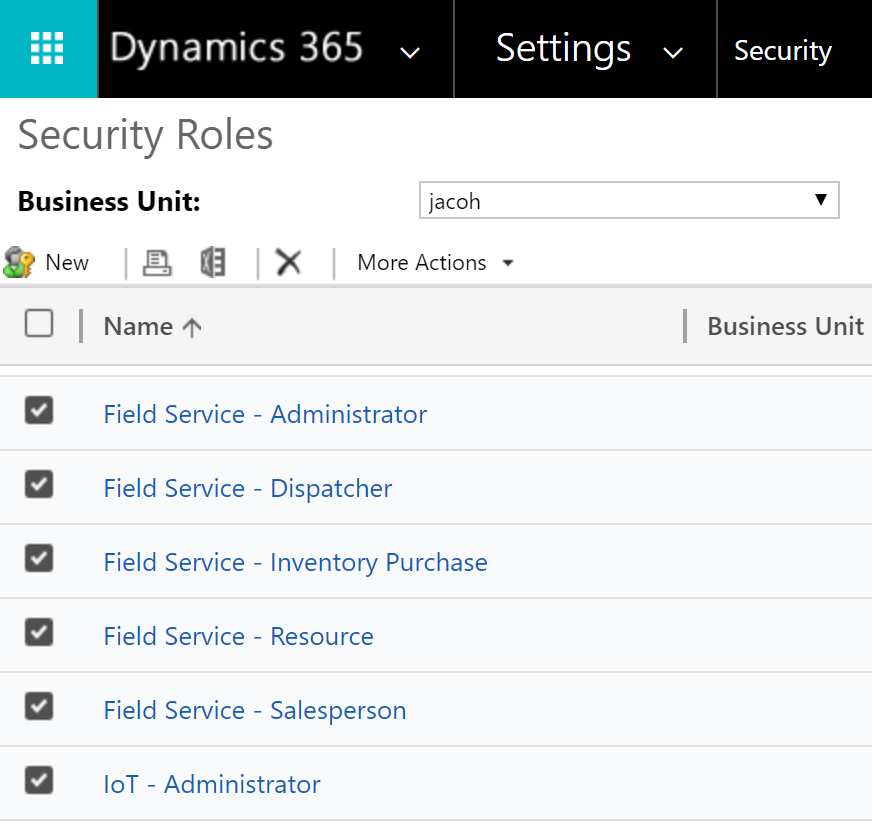 Dynamics 365 Settings Security
Security Roles
Business Unit: jacoh
New More Actions
Name Business Unit
Field Service - Administrator
Field Service - Dispatcher
Field Service - Inventory Purchase
Field Service - Resource
Field Service - Salesperson
IoT - Administrator